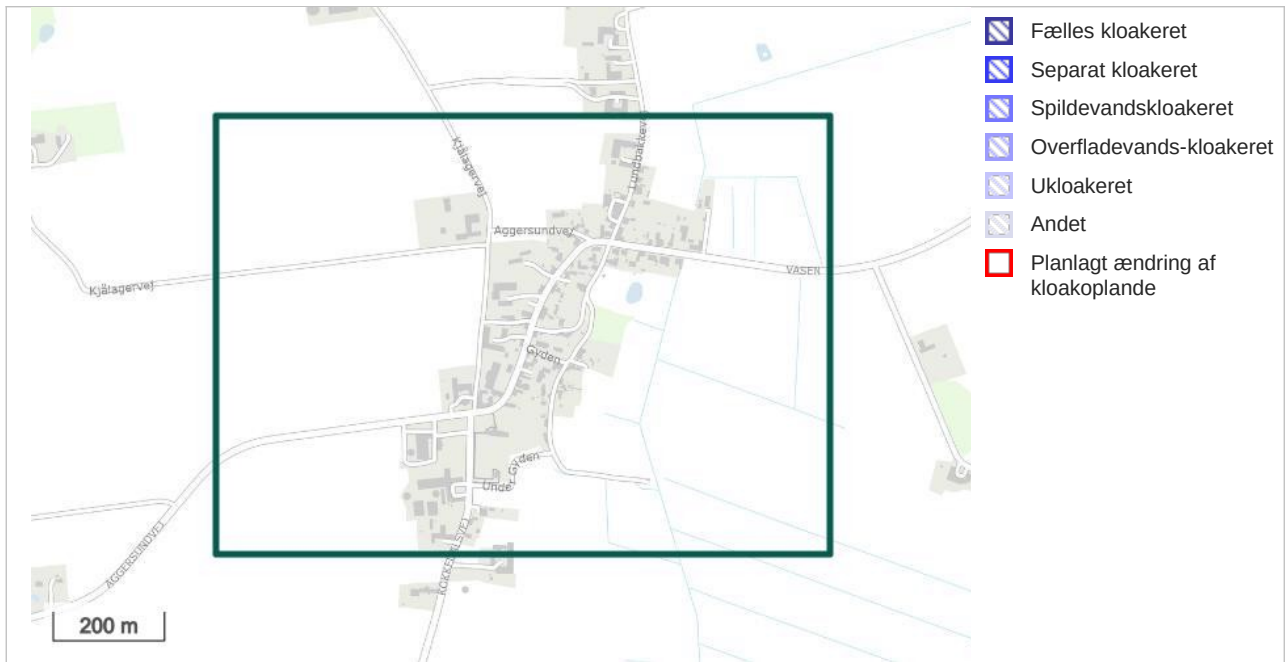 Fælles kloakeret
Separat kloakeret
Spildevandskloakeret
Overfladevands-kloakeret
Ukloakeret
Andet
Planlagt ændring af
kloakoplande
Kjålagervej
Lundbakkevej
Aggersundvej
VASEN
Kjålagervej
Gyden
Under Gyden
AGGERSUNDVEJ
KOKKEDALSVEJ
200 m